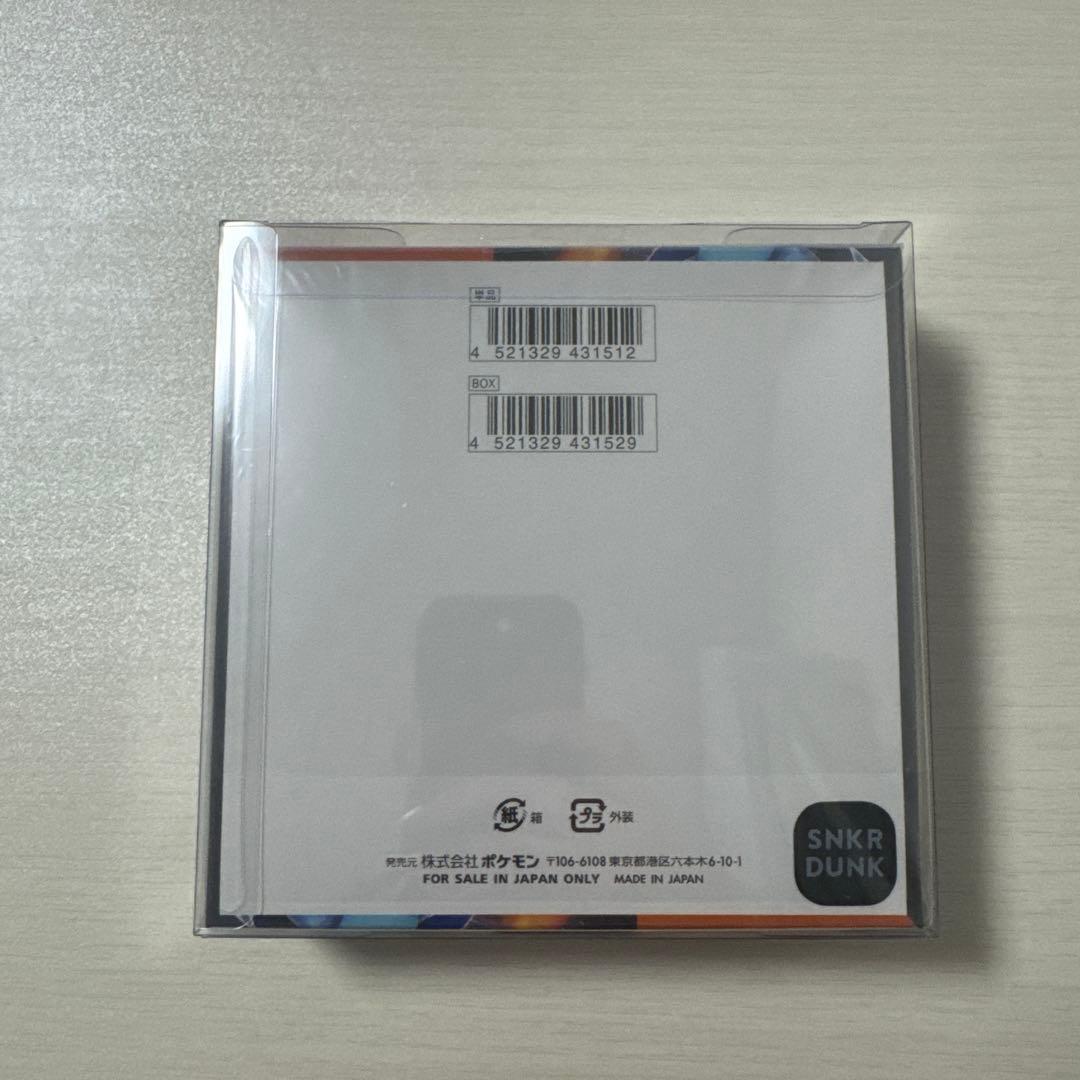 単品
4 521329 431512
BOX
4 521329 431529
紙 箱 プラ 外装
発売元 株式会社 ポケモン 〒106-6108 東京都港区六本木6-10-1
FOR SALE IN JAPAN ONLY MADE IN JAPAN
SNKR
DUNK